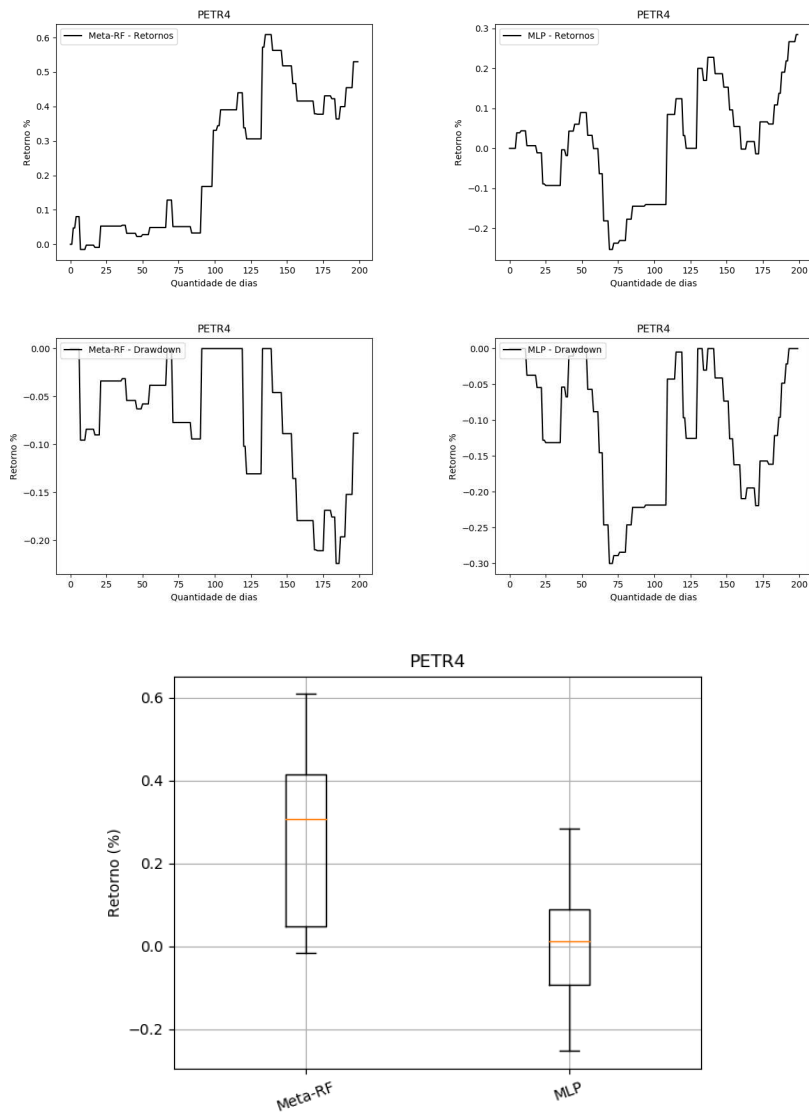 PETR4
Meta-RF - Retornos
Retorno %
0.6
0.5
0.4
0.3
0.2
0.1
0.0
0 25 50 75 100 125 150 175 200
Quantidade de dias
PETR4
MLP - Retornos
Retorno %
0.3
0.2
0.1
0.0
−0.1
−0.2
0 25 50 75 100 125 150 175 200
Quantidade de dias
PETR4
Meta-RF - Drawdown
Retorno %
0.00
−0.05
−0.10
−0.15
−0.20
0 25 50 75 100 125 150 175 200
Quantidade de dias
PETR4
MLP - Drawdown
Retorno %
0.00
−0.05
−0.10
−0.15
−0.20
−0.25
−0.30
0 25 50 75 100 125 150 175 200
Quantidade de dias
PETR4
Retorno (%)
0.6
0.4
0.2
0.0
−0.2
Meta-RF
MLP